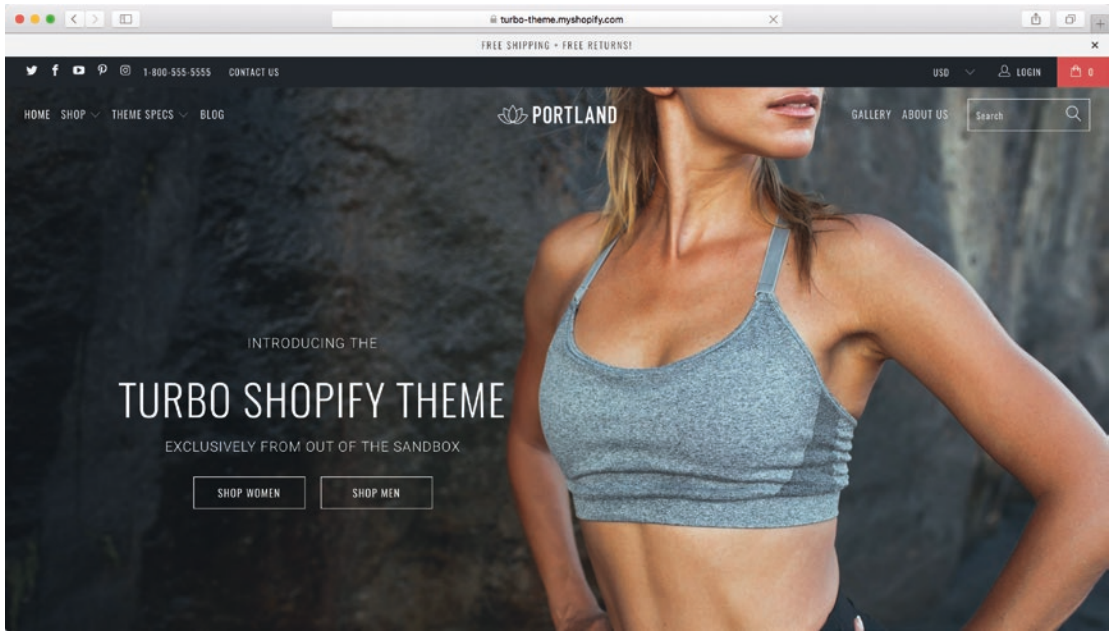 turbo-theme.myshopify.com
FREE SHIPPING + FREE RETURNS!
1-800-555-5555 CONTACT US
USD LOGIN 0
HOME SHOP THEME SPECS BLOG
PORTLAND
GALLERY ABOUT US Search
INTRODUCING THE
TURBO SHOPIFY THEME
EXCLUSIVELY FROM OUT OF THE SANDBOX
SHOP WOMEN SHOP MEN